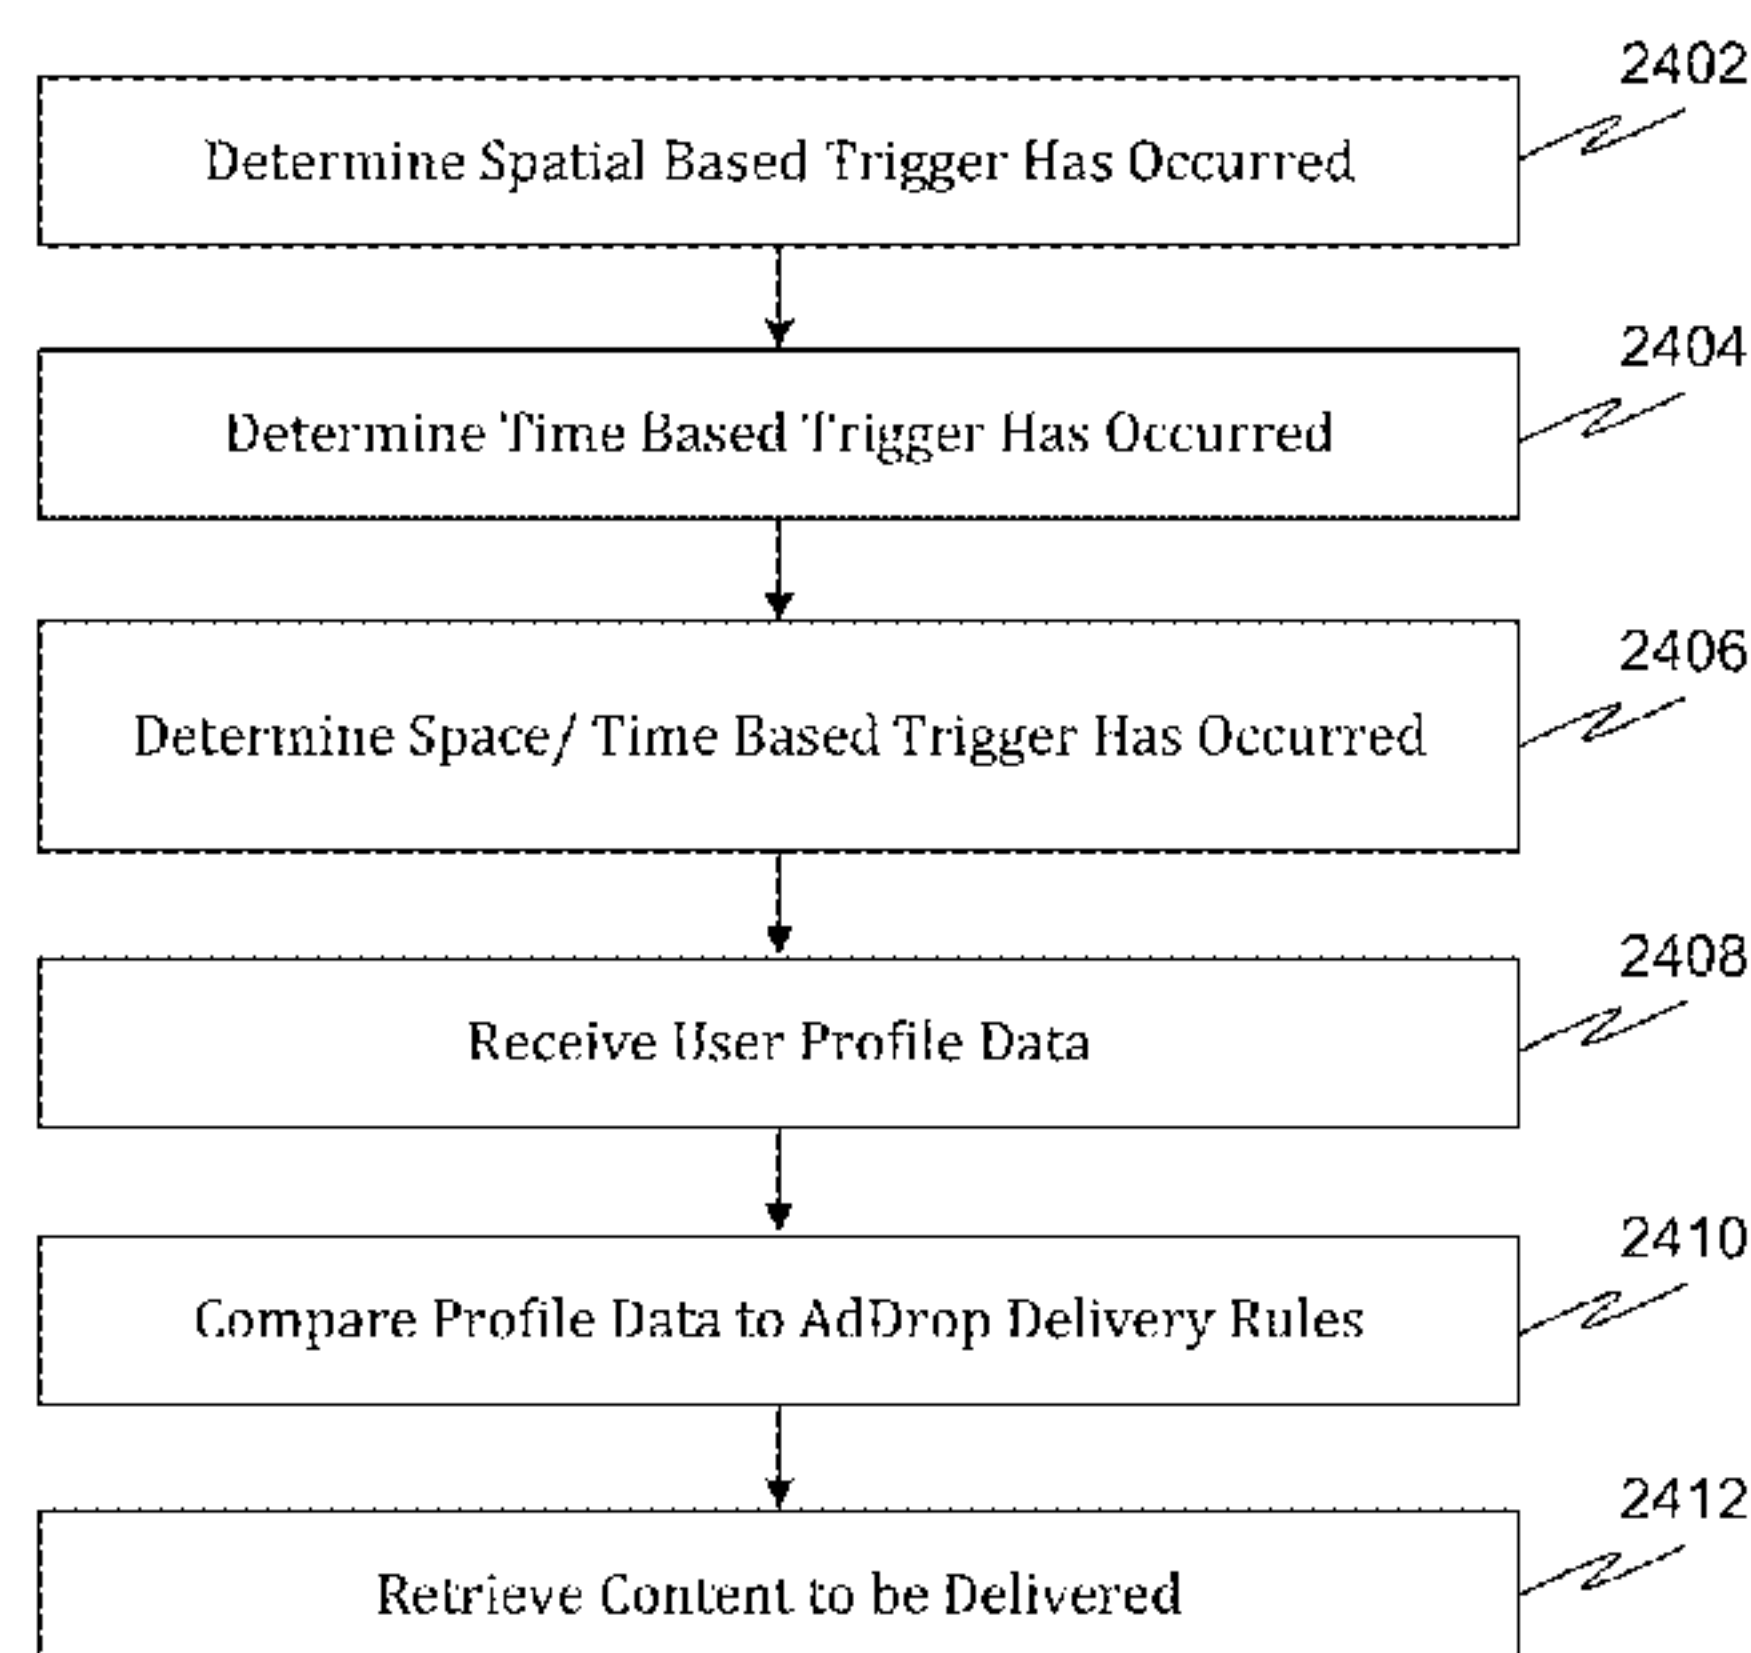 2402
Determine Spatial Based Trigger Has Occurred
2404
Determine Time Based Trigger Has Occurred
2406
Determine Space/ Time Based Trigger Has Occurred
2408
Receive User Profile Data
2410
Compare Profile Data to AdDrop Delivery Rules
2412
Retrieve Content to be Delivered